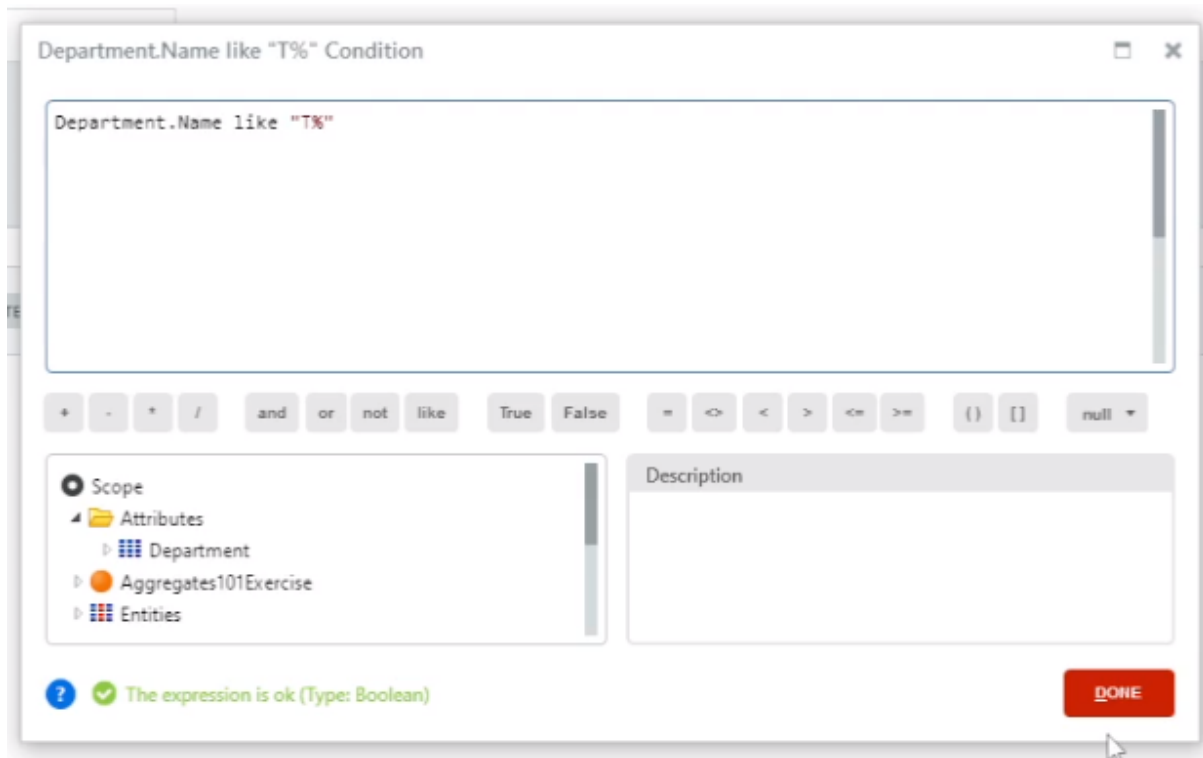 Department.Name like "T%" Condition
Department.Name like "T%"
+ - * / and or not like True False = <> < > <= >= () [] null
Scope
Attributes
Department
Aggregates101Exercise
Entities
Description
? The expression is ok (Type: Boolean)
DONE